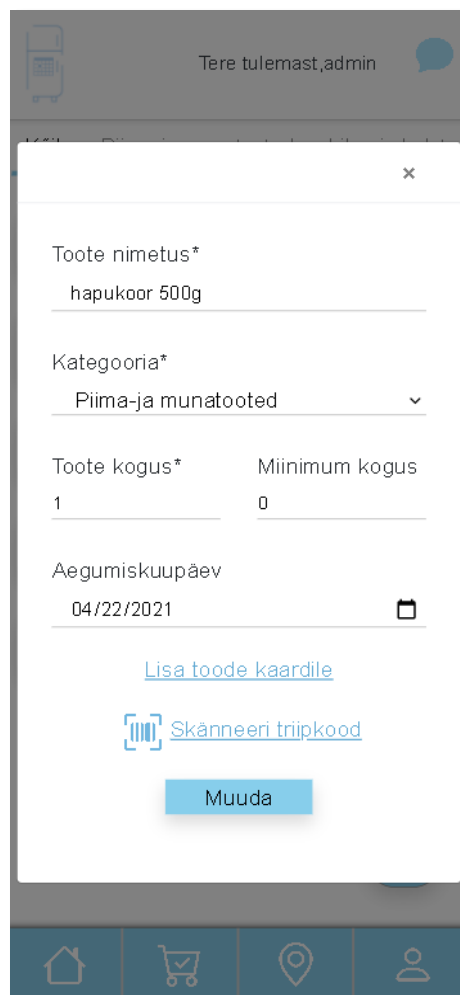 Tere tulemast,admin
×
Toote nimetus*
hapukoor 500g
Kategooria*
Piima-ja munatooted
Toote kogus* Miinimum kogus
1 0
Aegumiskuupäev
04/22/2021
Lisa toode kaardile
Skänneeri triipkood
Muuda